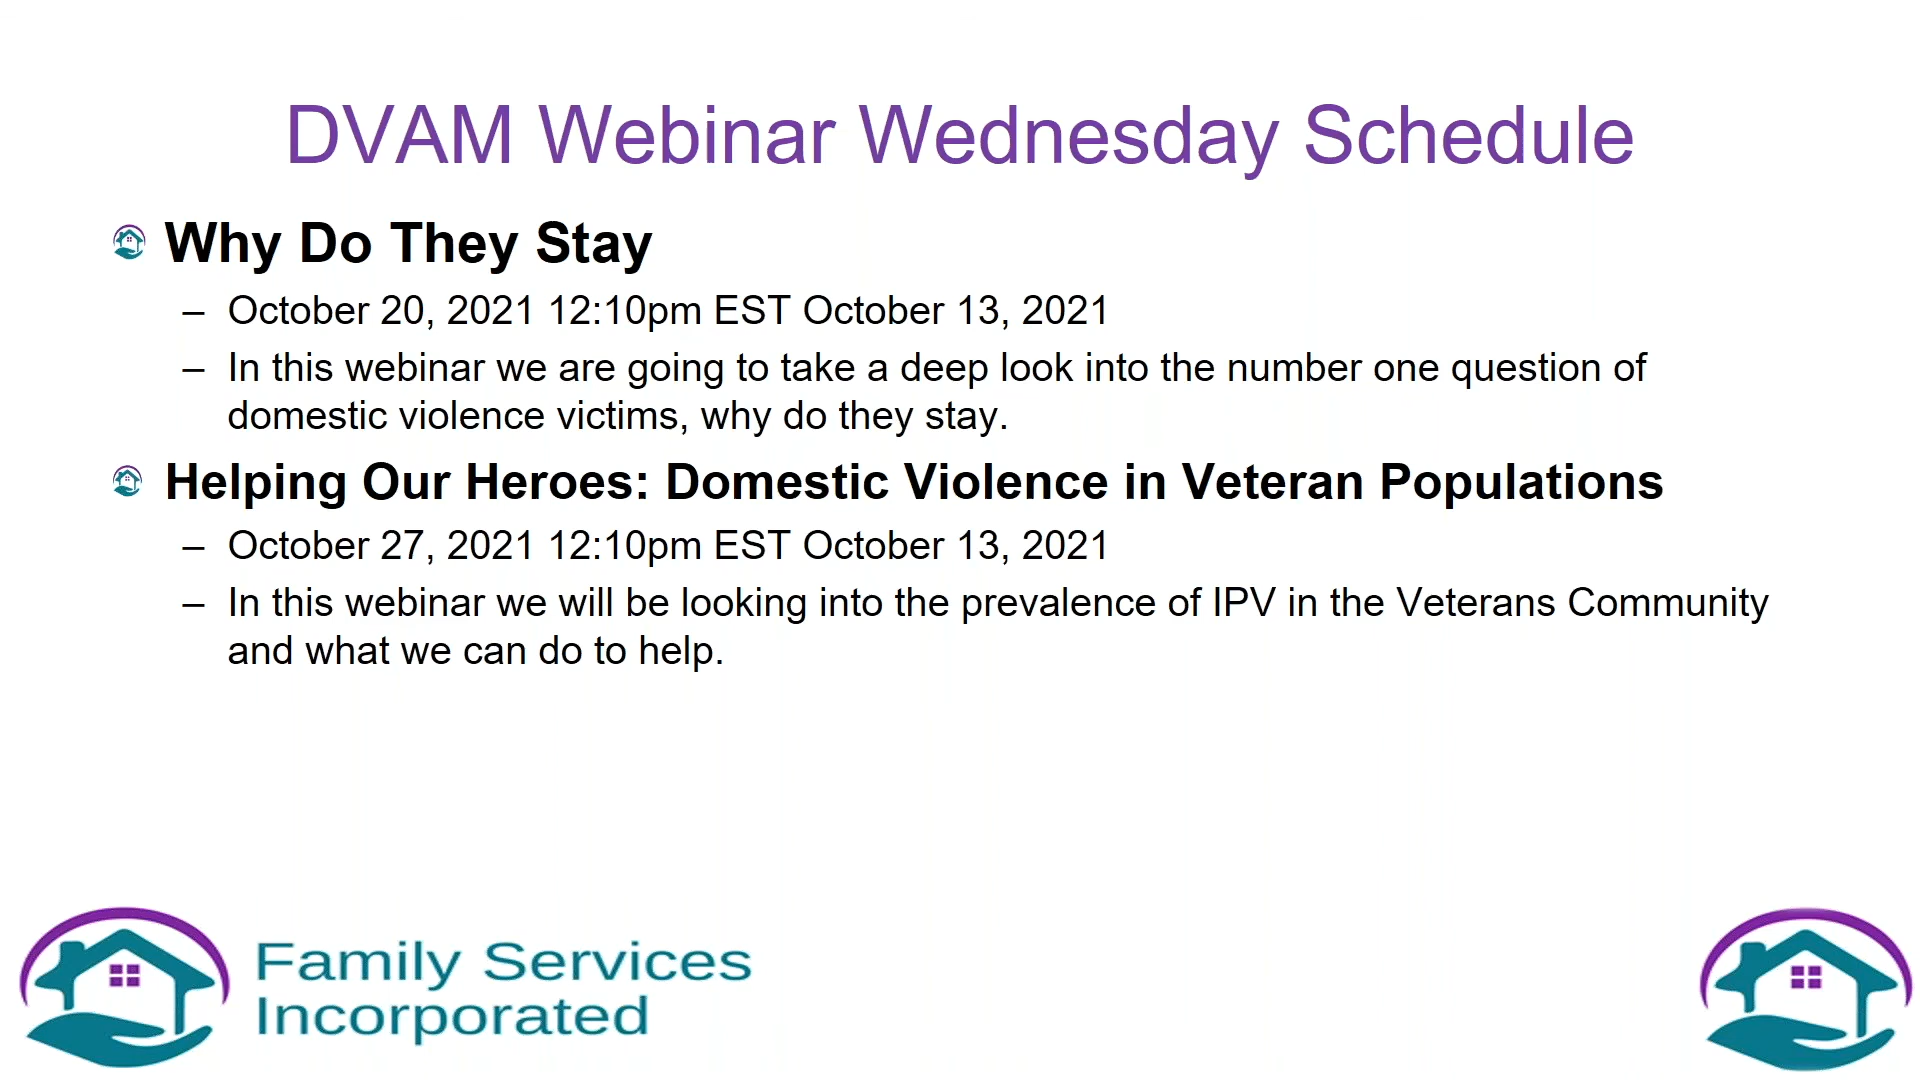 DVAM Webinar Wednesday Schedule
Why Do They Stay
– October 20, 2021 12:10pm EST October 13, 2021
– In this webinar we are going to take a deep look into the number one question of
domestic violence victims, why do they stay.
Helping Our Heroes: Domestic Violence in Veteran Populations
– October 27, 2021 12:10pm EST October 13, 2021
– In this webinar we will be looking into the prevalence of IPV in the Veterans Community
and what we can do to help.
Family Services
Incorporated